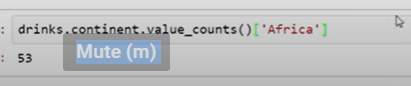 : drinks.continent.value_counts()['Africa']
: 53
Mute (m)